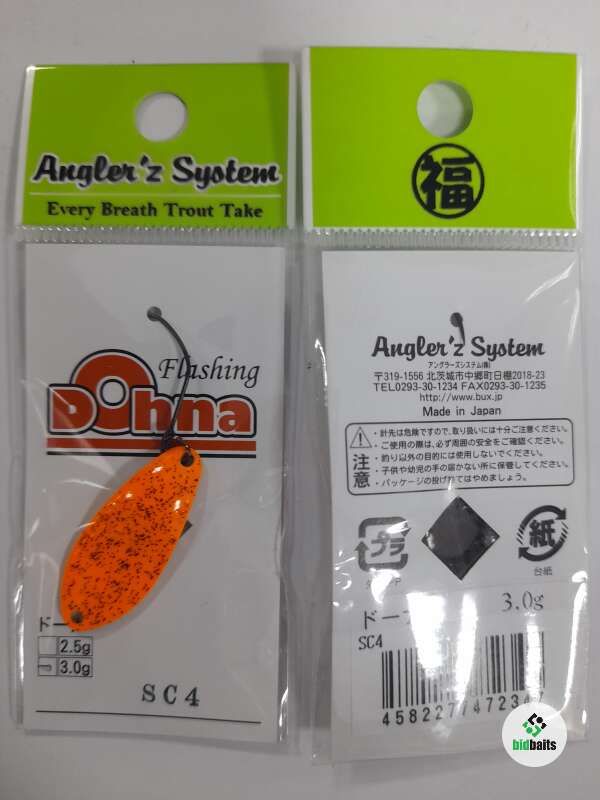 Angler'z System
Every Breath Trout Take
Flashing
Dohna
2.5g
3.0g
SC4
福
Angler'z System
アングラーズシステム(株)
〒319-1556 北茨城市中郷町日棚2018-23
TEL0293-30-1234 FAX0293-30-1235
http://www.bux.jp/
Made in Japan
注意
・針先は危険ですので、取り扱いには十分ご注意ください。
・ご使用の際は、必ず周囲の安全をご確認ください。
・釣り以外の目的には使用しないでください。
・子供や幼児の手の届かない所に保管してください。
・パッケージの投げ捨てはやめましょう。
プラ
紙
台紙
3.0g
SC4
bidbaits